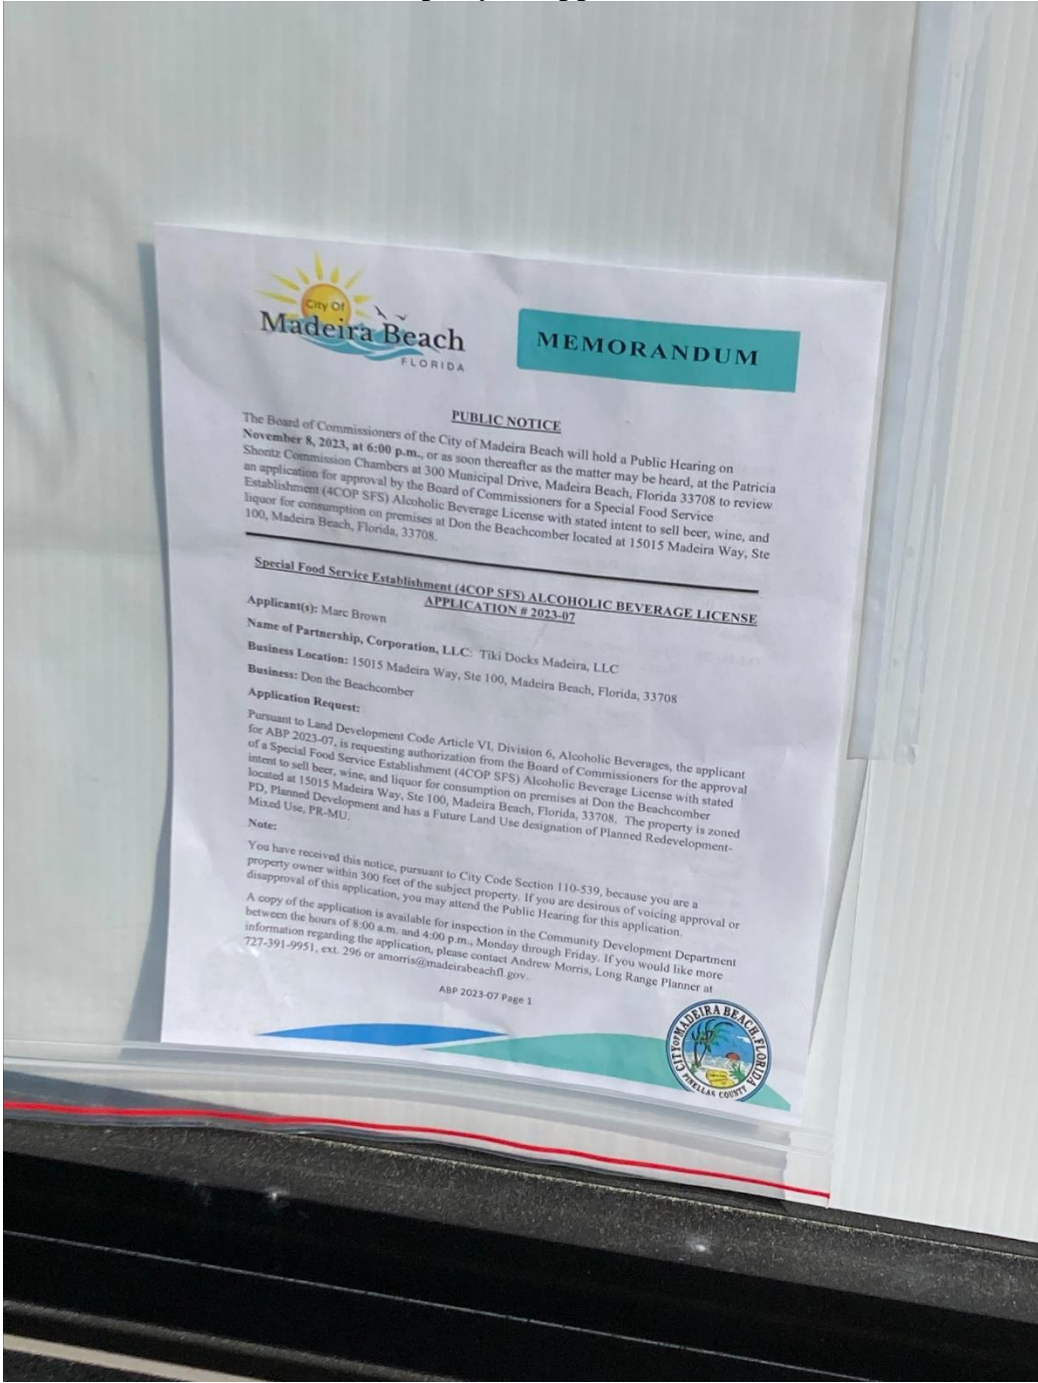 City Of
Madeira Beach
FLORIDA
MEMORANDUM
PUBLIC NOTICE
The Board of Commissioners of the City of Madeira Beach will hold a Public Hearing on
November 8, 2023, at 6:00 p.m., or as soon thereafter as the matter may be heard, at the Patricia
Shontz Commission Chambers at 300 Municipal Drive, Madeira Beach, Florida 33708 to review
an application for approval by the Board of Commissioners for a Special Food Service
Establishment (4COP SFS) Alcoholic Beverage License with stated intent to sell beer, wine, and
liquor for consumption on premises at Don the Beachcomber located at 15015 Madeira Way, Ste
100, Madeira Beach, Florida, 33708.
Special Food Service Establishment (4COP SFS) ALCOHOLIC BEVERAGE LICENSE
APPLICATION # 2023-07
Applicant(s): Marc Brown
Name of Partnership, Corporation, LLC: Tiki Docks Madeira, LLC
Business Location: 15015 Madeira Way, Ste 100, Madeira Beach, Florida, 33708
Business: Don the Beachcomber
Application Request:
Pursuant to Land Development Code Article VI, Division 6, Alcoholic Beverages, the applicant
for ABP 2023-07, is requesting authorization from the Board of Commissioners for the approval
of a Special Food Service Establishment (4COP SFS) Alcoholic Beverage License with stated
intent to sell beer, wine, and liquor for consumption on premises at Don the Beachcomber
located at 15015 Madeira Way, Ste 100, Madeira Beach, Florida, 33708. The property is zoned
PD, Planned Development and has a Future Land Use designation of Planned Redevelopment-
Mixed Use, PR-MU.
Note:
You have received this notice, pursuant to City Code Section 110-539, because you are a
property owner within 300 feet of the subject property. If you are desirous of voicing approval or
disapproval of this application, you may attend the Public Hearing for this application.
A copy of the application is available for inspection in the Community Development Department
between the hours of 8:00 a.m. and 4:00 p.m., Monday through Friday. If you would like more
information regarding the application, please contact Andrew Morris, Long Range Planner at
727-391-9951, ext. 296 or amorris@madeirabeachfl.gov.
ABP 2023-07 Page 1
CITY OF MADEIRA BEACH, FLORIDA
PINELLAS COUNTY